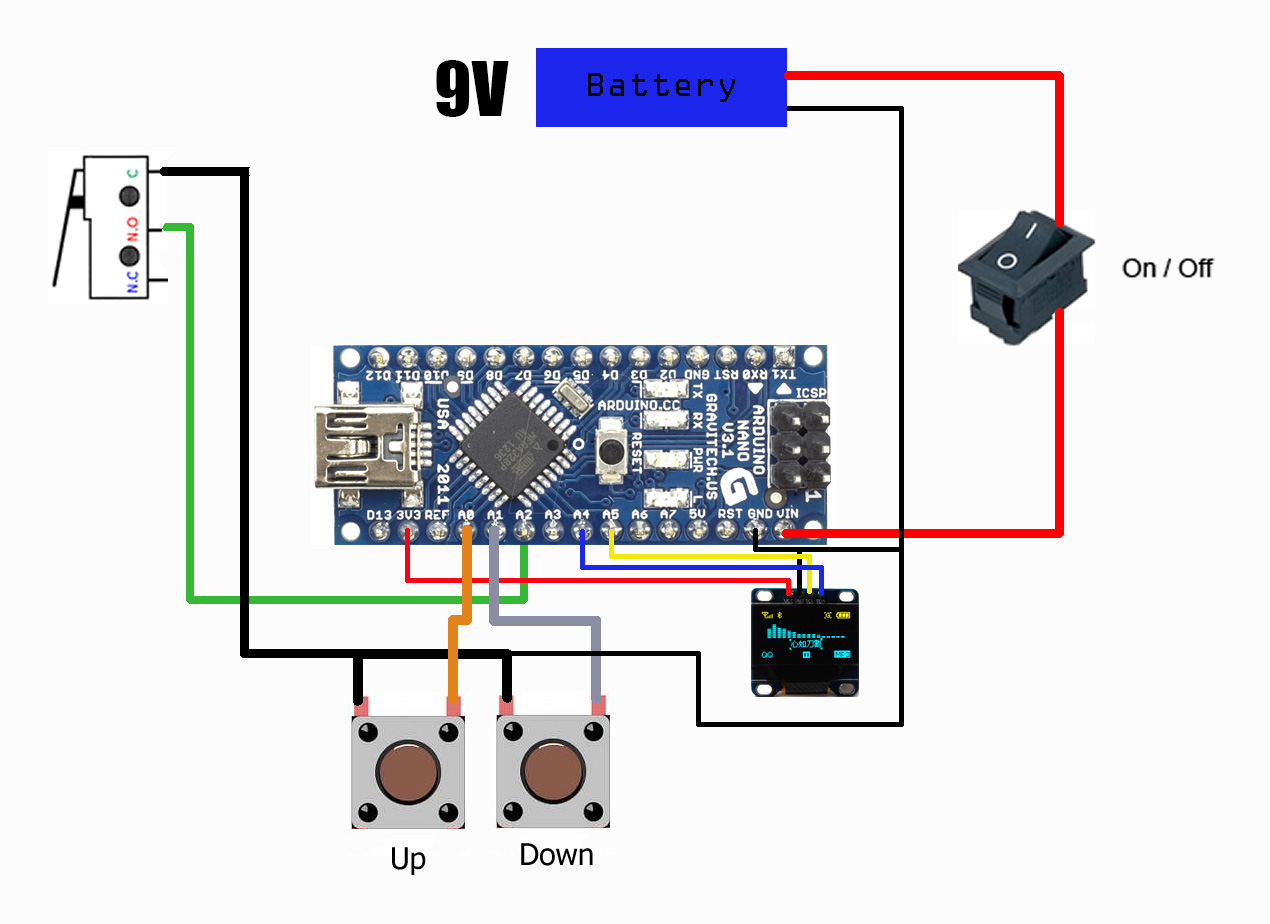 9V
Battery
C
N.O
N.C
I
O
On / Off
D12
D11
D10
D9
D8
D7
D6
D5
D4
D3
D2
GND
RST
RX0
TX1
ICSP
TX
RX
PWR
L
ARDUINO.CC
USA
2011
RESET
GRAVITECH.US
ARDUINO
NANO
V3.1
G
1
D13
3V3
REF
A0
A1
A2
A3
A4
A5
A6
A7
5V
RST
GND
VIN
QQ
Up
Down